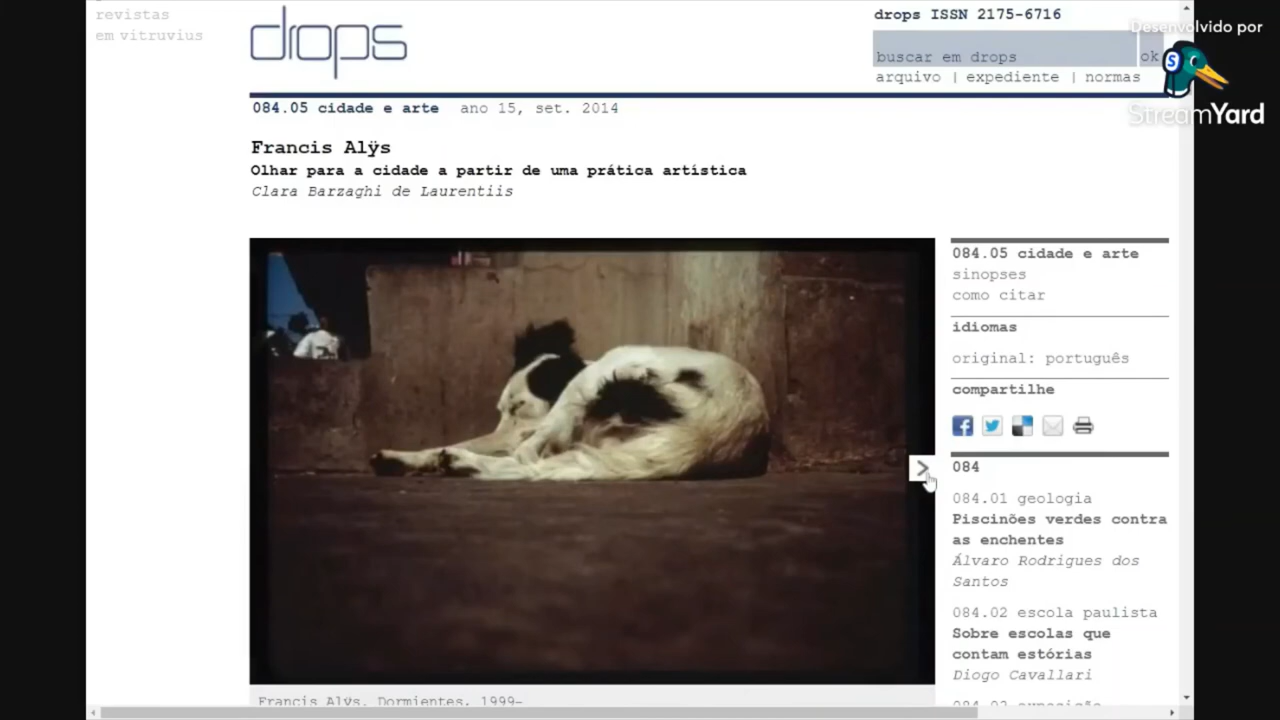 revistas
em vitruvius
drops
drops ISSN 2175-6716
buscar em drops
ok
arquivo | expediente | normas
Desenvolvido por
S
StreamYard
084.05 cidade e arte ano 15, set. 2014
Francis Alÿs
Olhar para a cidade a partir de uma prática artística
Clara Barzaghi de Laurentiis
Francis Alÿs, Dormientes, 1999-
084.05 cidade e arte
sinopses
como citar
idiomas
original: português
compartilhe
084
084.01 geologia
Piscinões verdes contra
as enchentes
Álvaro Rodrigues dos
Santos
084.02 escola paulista
Sobre escolas que
contam estórias
Diogo Cavallari
084.03 exposição